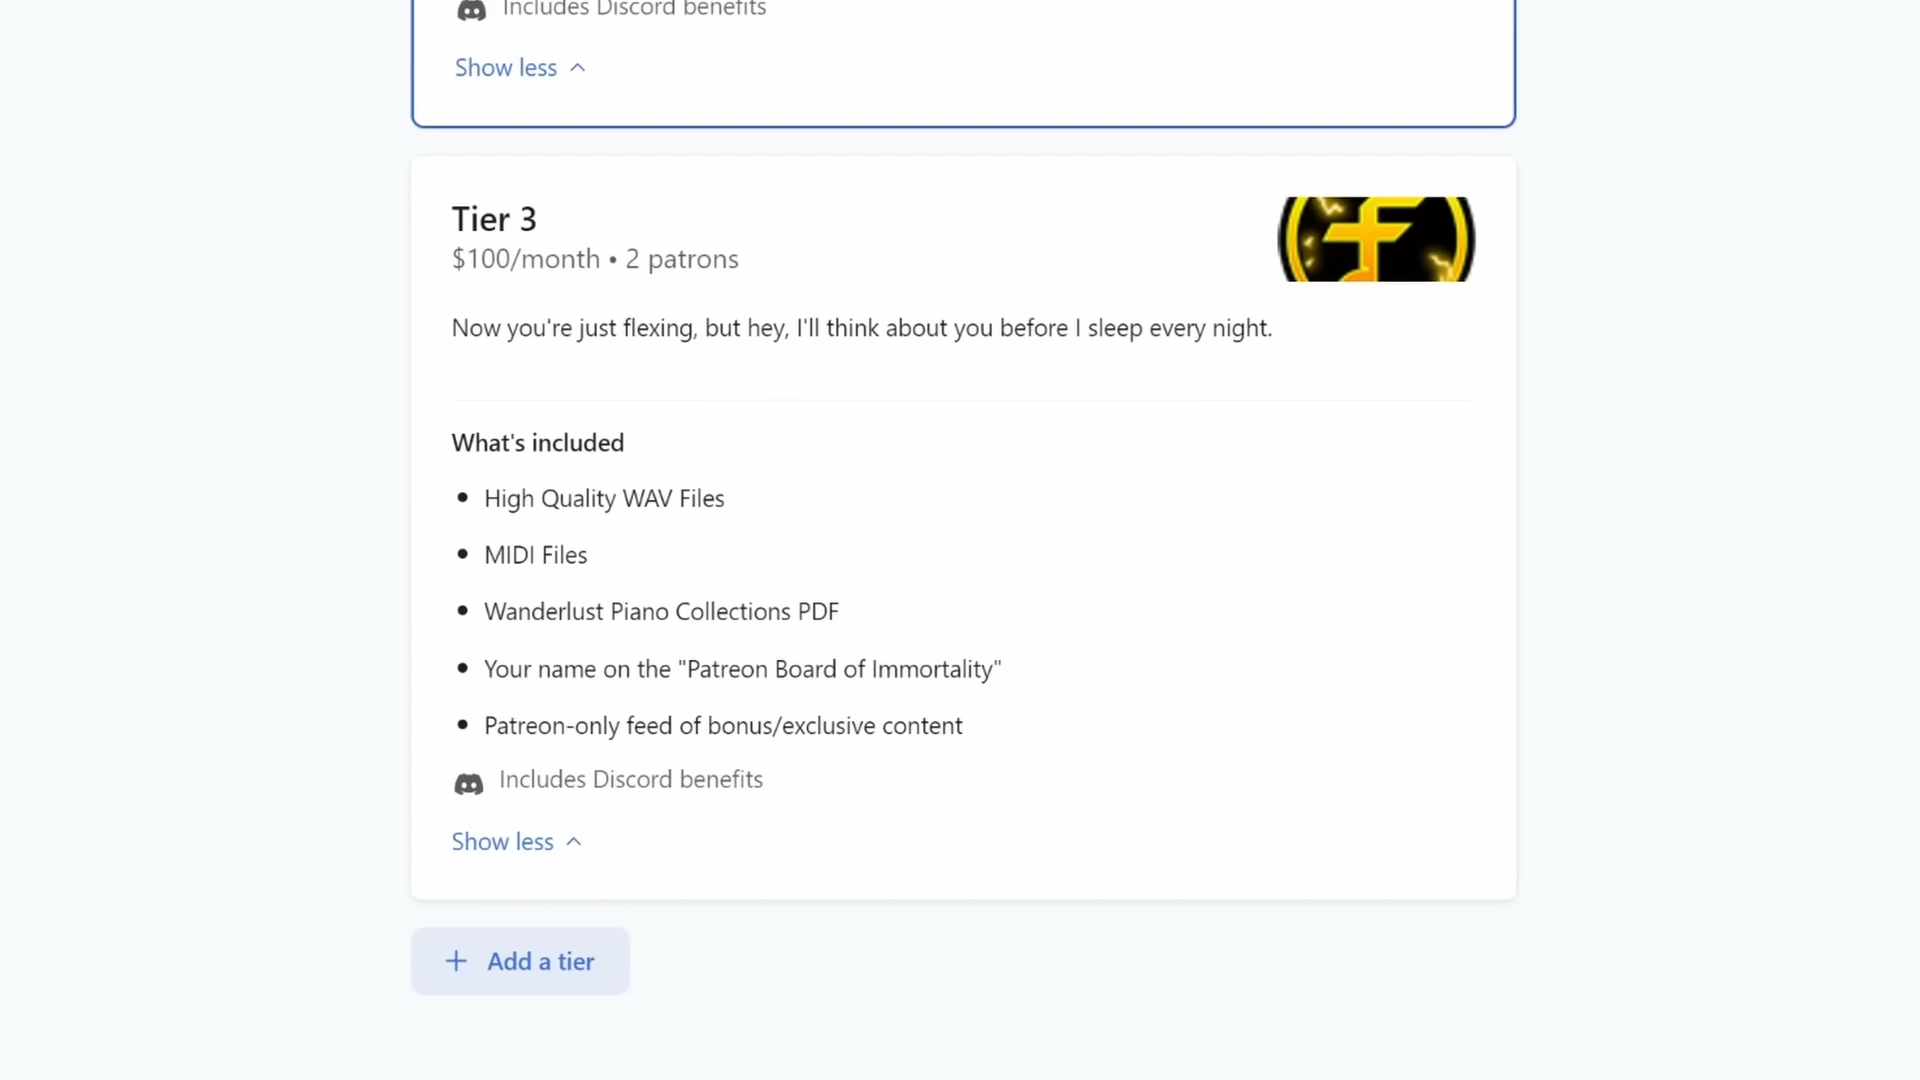 Includes Discord benefits
Show less
Tier 3
$100/month • 2 patrons
Now you're just flexing, but hey, I'll think about you before I sleep every night.
What's included
• High Quality WAV Files
• MIDI Files
• Wanderlust Piano Collections PDF
• Your name on the "Patreon Board of Immortality"
• Patreon-only feed of bonus/exclusive content
Includes Discord benefits
Show less
+ Add a tier